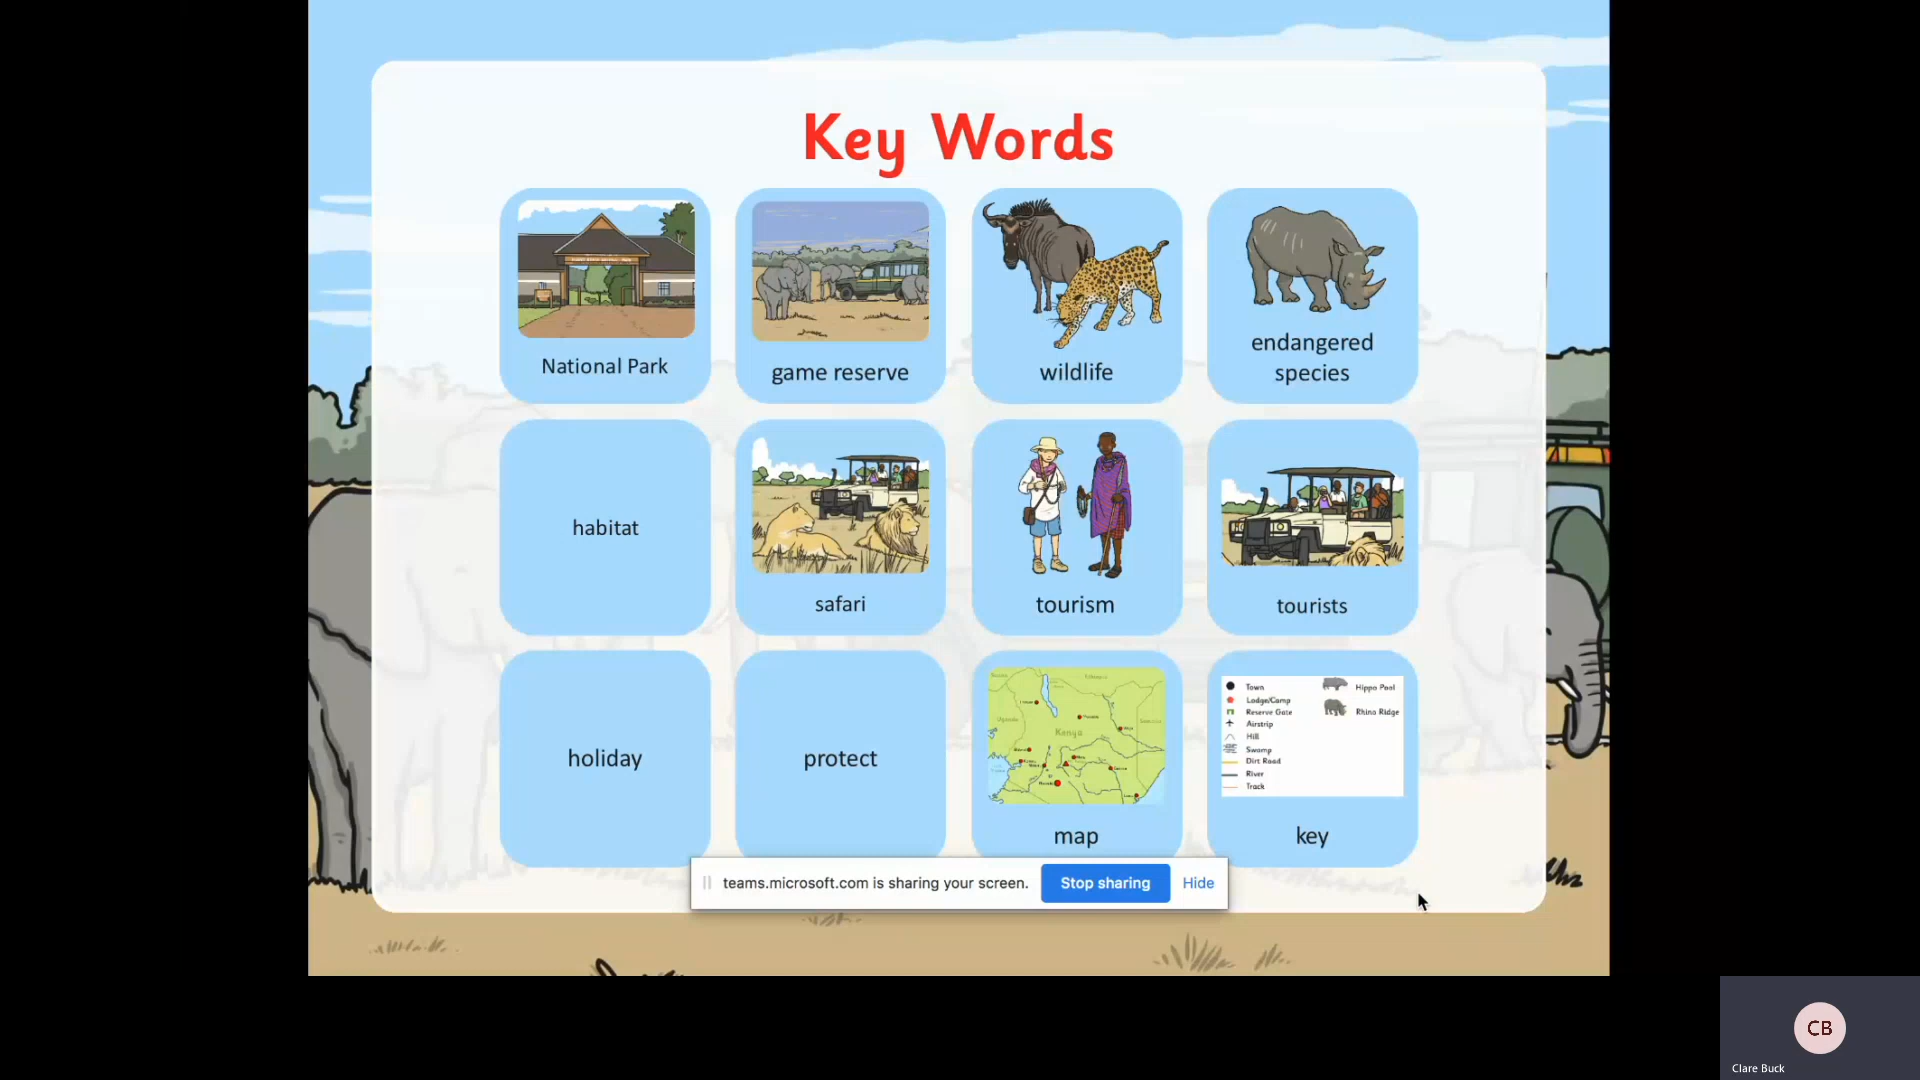 Key Words
National Park
game reserve
wildlife
endangered
species
habitat
safari
tourism
tourists
holiday
protect
Kenya
map
Town
Lodge/Camp
Reserve Gate
Airstrip
Hill
Swamp
Dirt Road
River
Track
Hippo Pool
Rhino Ridge
key
teams.microsoft.com is sharing your screen.
Stop sharing
Hide
CB
Clare Buck